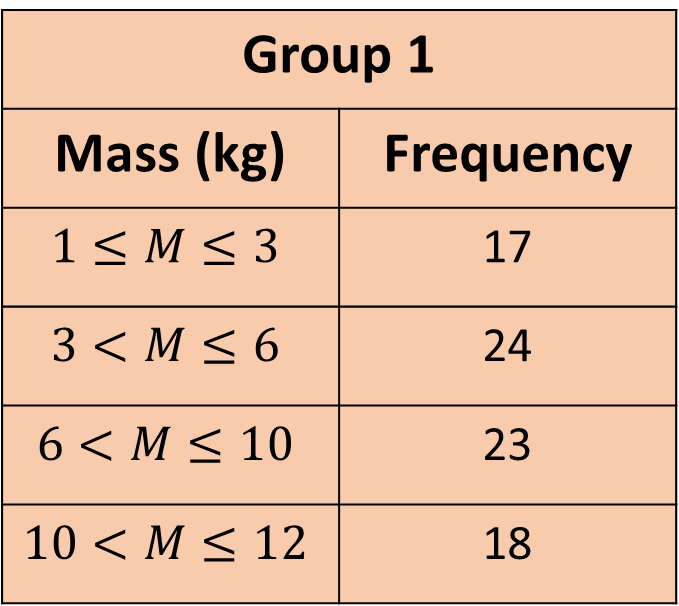 Group 1
Mass (kg) Frequency
1 ≤ M ≤ 3 17
3 < M ≤ 6 24
6 < M ≤ 10 23
10 < M ≤ 12 18